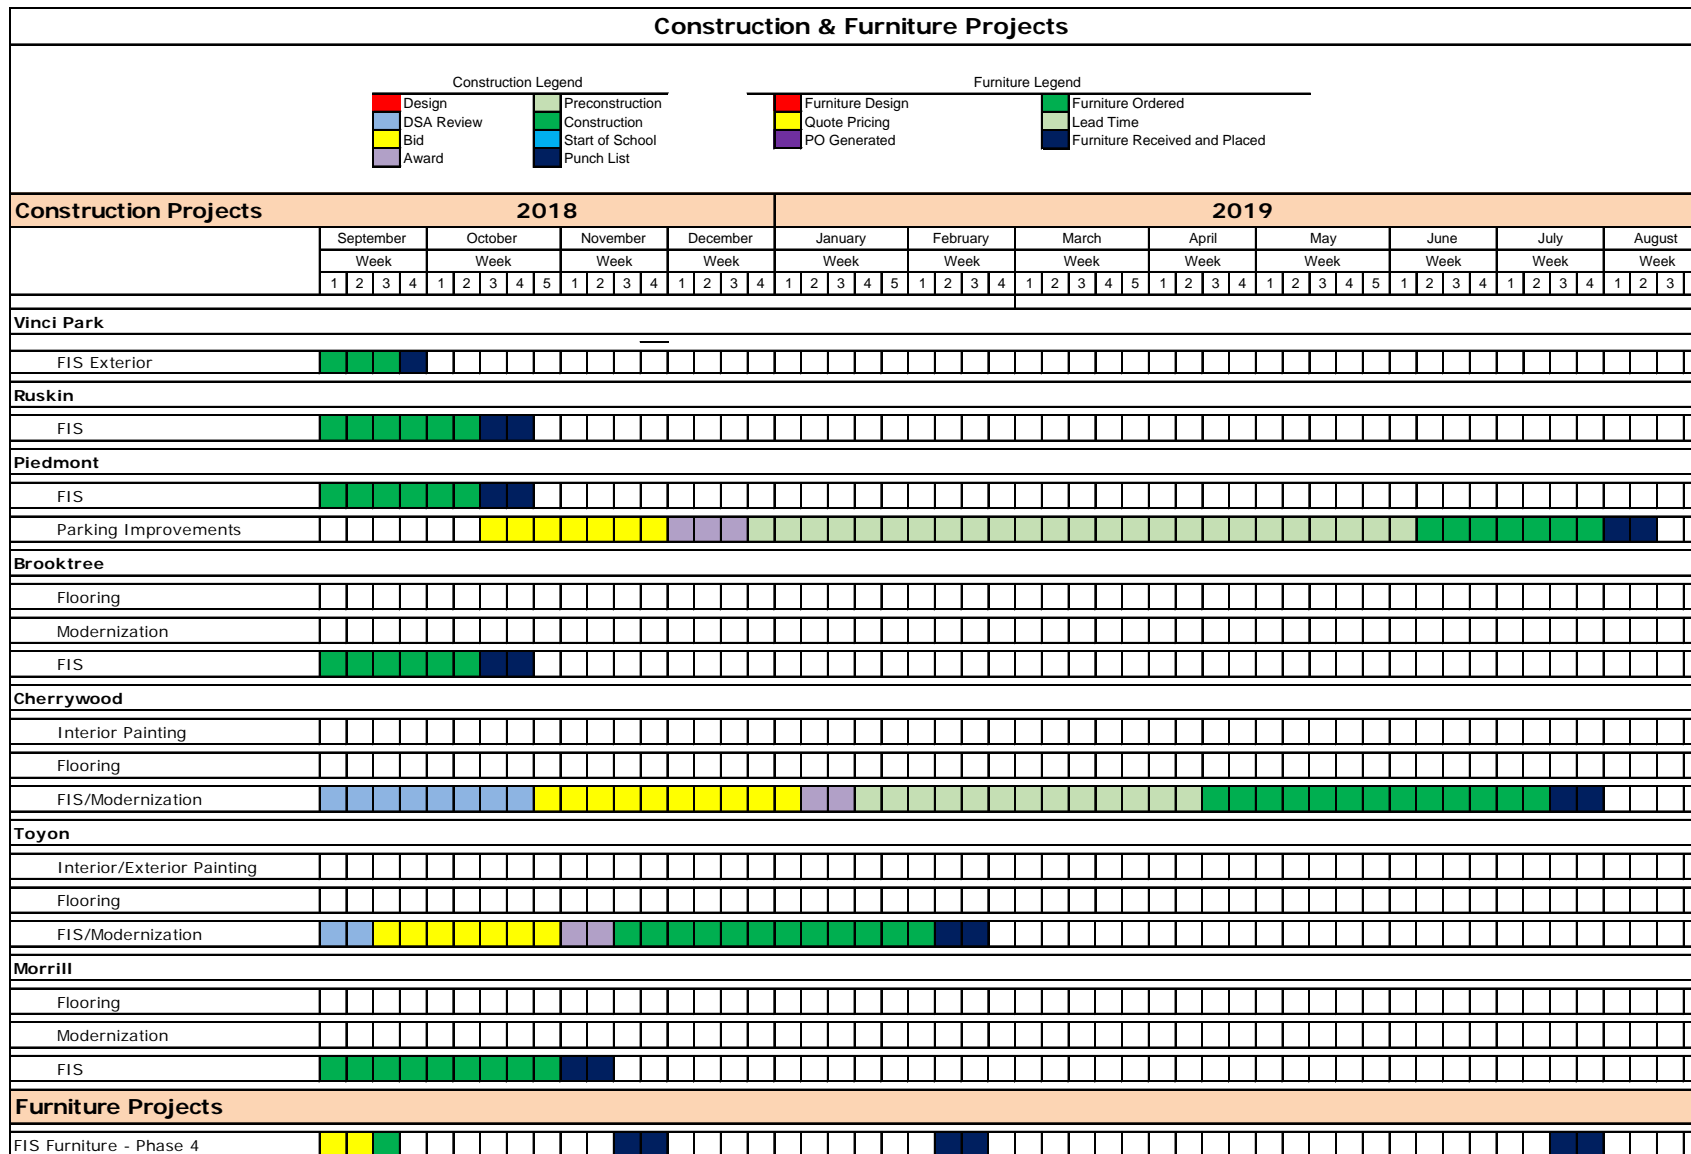 Construction & Furniture Projects
Construction Legend Furniture Legend
Design Preconstruction Furniture Design Furniture Ordered
DSA Review Construction Quote Pricing Lead Time
Bid Start of School PO Generated Furniture Received and Placed
Award Punch List
Construction Projects 2018 2019
September October November December January February March April May June July August
Week Week Week Week Week Week Week Week Week Week Week Week
1 2 3 4 1 2 3 4 5 1 2 3 4 1 2 3 4 1 2 3 4 5 1 2 3 4 1 2 3 4 5 1 2 3 4 1 2 3 4 5 1 2 3 4 1 2 3 4 1 2 3
Vinci Park
FIS Exterior
Ruskin
FIS
Piedmont
FIS
Parking Improvements
Brooktree
Flooring
Modernization
FIS
Cherrywood
Interior Painting
Flooring
FIS/Modernization
Toyon
Interior/Exterior Painting
Flooring
FIS/Modernization
Morrill
Flooring
Modernization
FIS
Furniture Projects
FIS Furniture - Phase 4